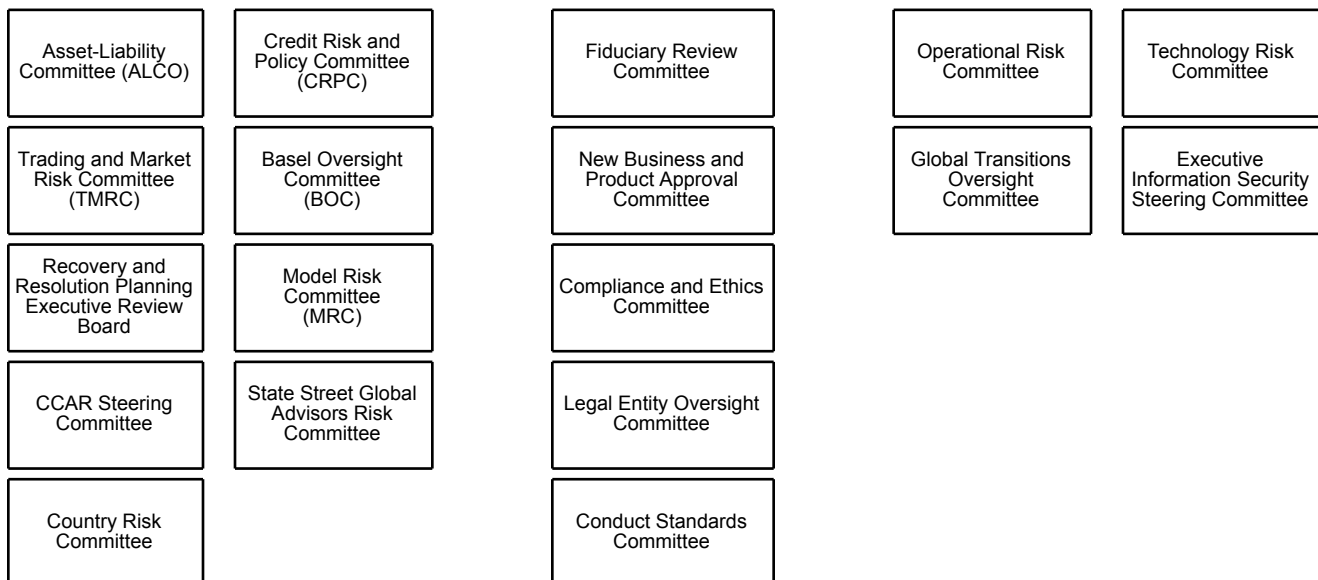 Asset-Liability
Committee (ALCO)
Credit Risk and
Policy Committee
(CRPC)
Fiduciary Review
Committee
Operational Risk
Committee
Technology Risk
Committee
Trading and Market
Risk Committee
(TMRC)
Basel Oversight
Committee
(BOC)
New Business and
Product Approval
Committee
Global Transitions
Oversight
Committee
Executive
Information Security
Steering Committee
Recovery and
Resolution Planning
Executive Review
Board
Model Risk
Committee
(MRC)
Compliance and Ethics
Committee
CCAR Steering
Committee
State Street Global
Advisors Risk
Committee
Legal Entity Oversight
Committee
Country Risk
Committee
Conduct Standards
Committee